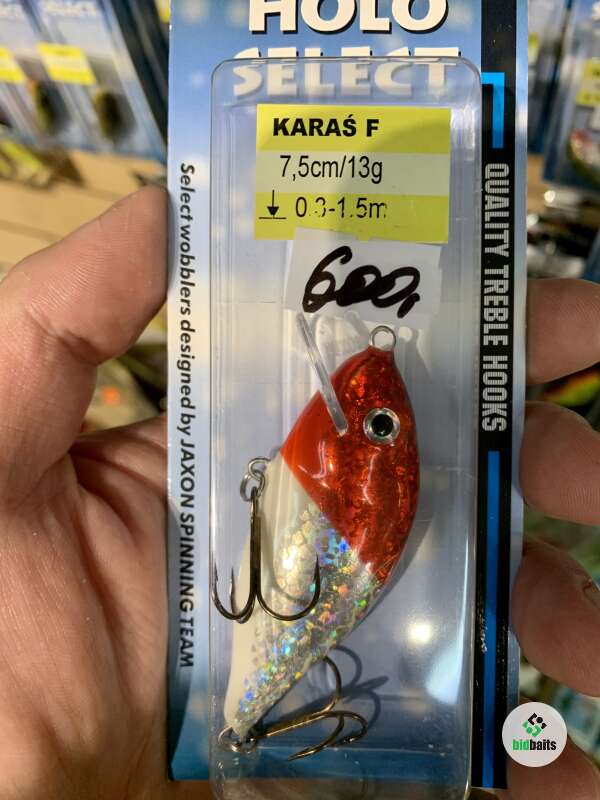 HOLO
SELECT
KARAŚ F
7,5cm/13g
0.3-1.5m
600,
Select wobblers designed by JAXON SPINNING TEAM
QUALITY TREBLE HOOKS
bidbaits